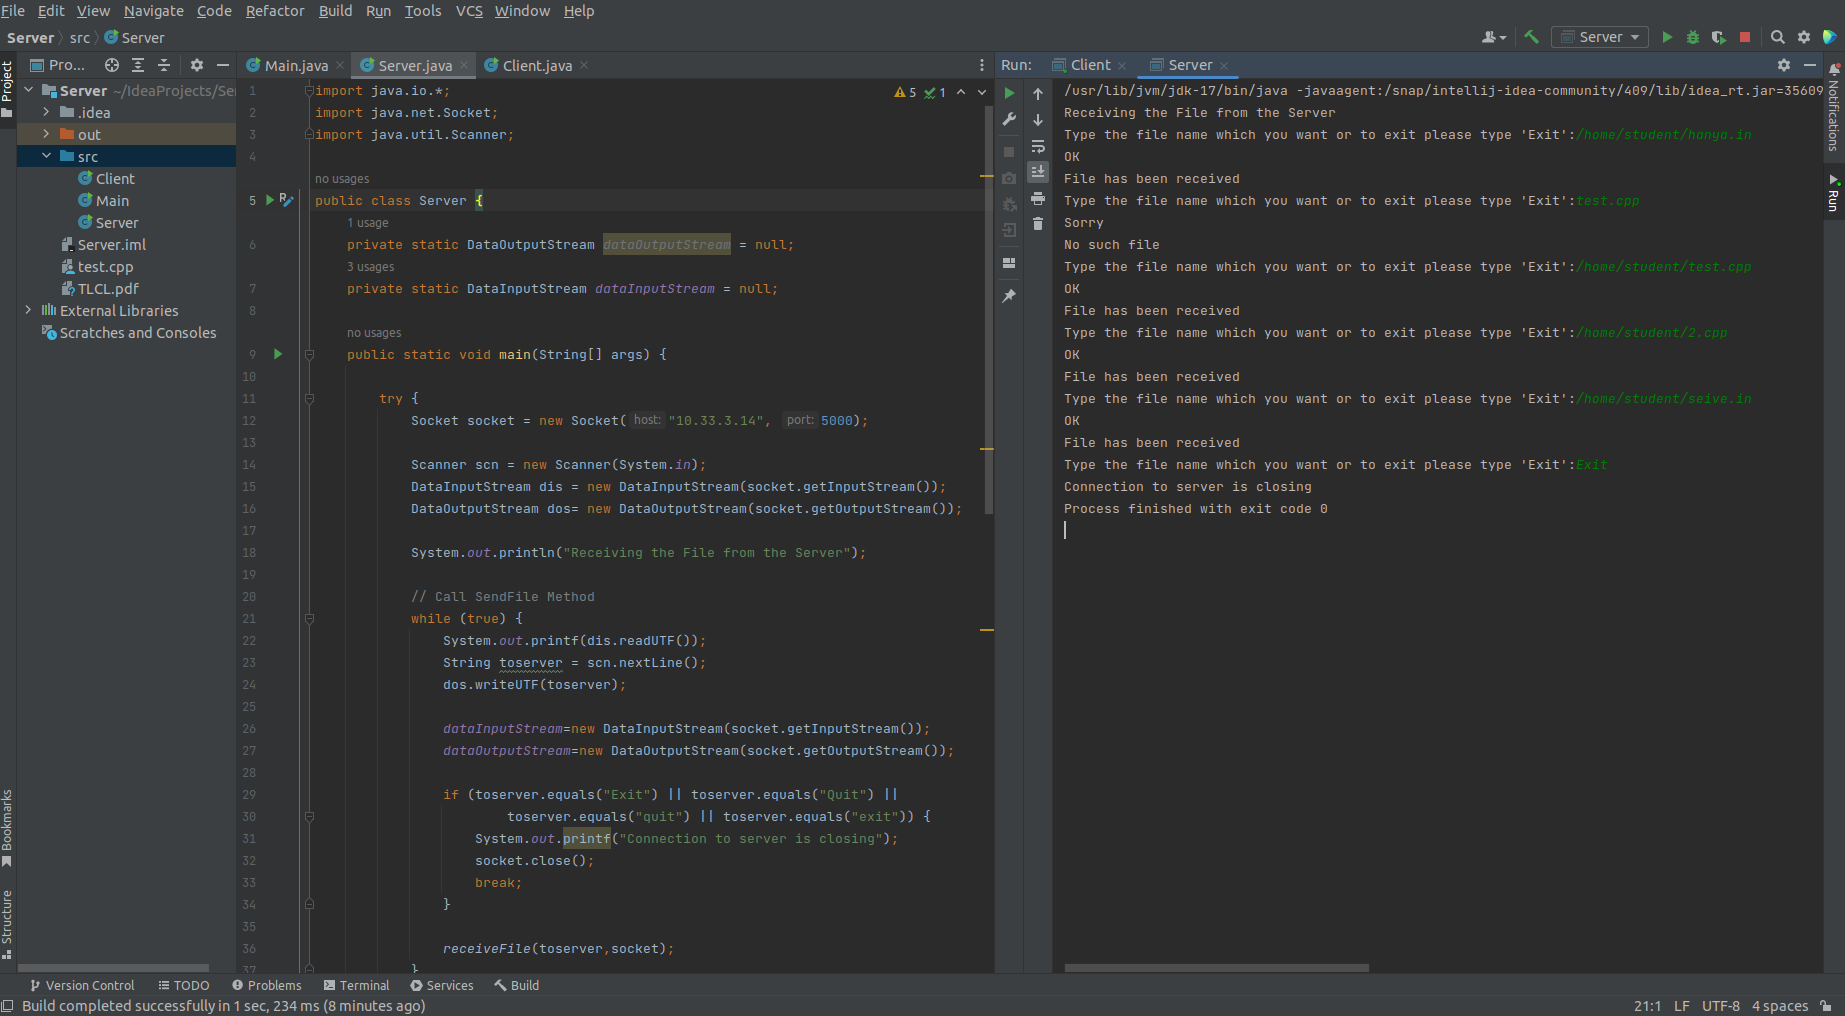 File Edit View Navigate Code Refactor Build Run Tools VCS Window Help
Server src Server
Server
Pro...
Main.java Server.java Client.java
Run: Client Server
Project
Server ~/IdeaProjects/Ser
.idea
out
src
Client
Main
Server
Server.iml
test.cpp
TLCL.pdf
External Libraries
Scratches and Consoles
Bookmarks
Structure
5 1
1 import java.io.*;
2 import java.net.Socket;
3 import java.util.Scanner;
4
no usages
5 public class Server {
1 usage
6 private static DataOutputStream dataOutputStream = null;
3 usages
7 private static DataInputStream dataInputStream = null;
8
no usages
9 public static void main(String[] args) {
10
11 try {
12 Socket socket = new Socket( host: "10.33.3.14", port: 5000);
13
14 Scanner scn = new Scanner(System.in);
15 DataInputStream dis = new DataInputStream(socket.getInputStream());
16 DataOutputStream dos= new DataOutputStream(socket.getOutputStream());
17
18 System.out.println("Receiving the File from the Server");
19
20 // Call SendFile Method
21 while (true) {
22 System.out.printf(dis.readUTF());
23 String toserver = scn.nextLine();
24 dos.writeUTF(toserver);
25
26 dataInputStream=new DataInputStream(socket.getInputStream());
27 dataOutputStream=new DataOutputStream(socket.getOutputStream());
28
29 if (toserver.equals("Exit") || toserver.equals("Quit") ||
30 toserver.equals("quit") || toserver.equals("exit")) {
31 System.out.printf("Connection to server is closing");
32 socket.close();
33 break;
34 }
35
36 receiveFile(toserver,socket);
37 }
/usr/lib/jvm/jdk-17/bin/java -javaagent:/snap/intellij-idea-community/409/lib/idea_rt.jar=35609
Receiving the File from the Server
Type the file name which you want or to exit please type 'Exit':/home/student/hanya.in
OK
File has been received
Type the file name which you want or to exit please type 'Exit':test.cpp
Sorry
No such file
Type the file name which you want or to exit please type 'Exit':/home/student/test.cpp
OK
File has been received
Type the file name which you want or to exit please type 'Exit':/home/student/2.cpp
OK
File has been received
Type the file name which you want or to exit please type 'Exit':/home/student/seive.in
OK
File has been received
Type the file name which you want or to exit please type 'Exit':Exit
Connection to server is closing
Process finished with exit code 0
Notifications
Run
Version Control TODO Problems Terminal Services Build
Build completed successfully in 1 sec, 234 ms (8 minutes ago)
21:1 LF UTF-8 4 spaces